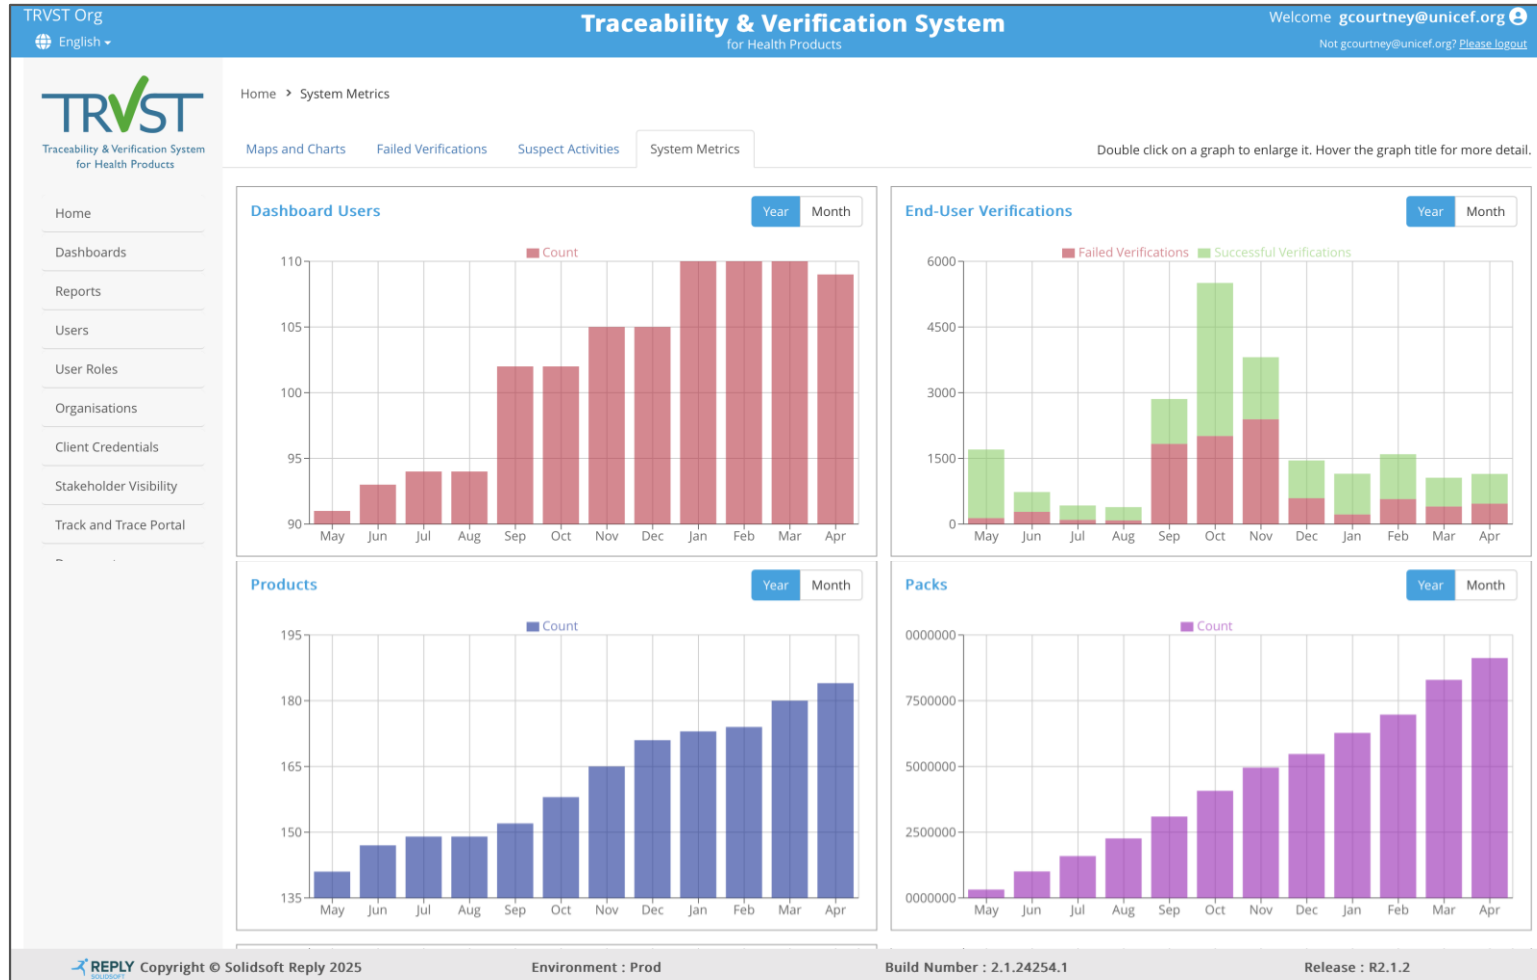 TRVST Org
English
Traceability & Verification System
for Health Products
Welcome gcourtney@unicef.org
Not gcourtney@unicef.org? Please logout
TRVST
Traceability & Verification System
for Health Products
Home
Dashboards
Reports
Users
User Roles
Organisations
Client Credentials
Stakeholder Visibility
Track and Trace Portal
Home > System Metrics
Maps and Charts Failed Verifications Suspect Activities System Metrics
Double click on a graph to enlarge it. Hover the graph title for more detail.
Dashboard Users
Year Month
Count
110
105
100
95
90
May Jun Jul Aug Sep Oct Nov Dec Jan Feb Mar Apr
End-User Verifications
Year Month
Failed Verifications Successful Verifications
6000
4500
3000
1500
0
May Jun Jul Aug Sep Oct Nov Dec Jan Feb Mar Apr
Products
Year Month
Count
195
180
165
150
135
May Jun Jul Aug Sep Oct Nov Dec Jan Feb Mar Apr
Packs
Year Month
Count
0000000
7500000
5000000
2500000
0000000
May Jun Jul Aug Sep Oct Nov Dec Jan Feb Mar Apr
REPLY
SOLIDSOFT
Copyright © Solidsoft Reply 2025
Environment : Prod
Build Number : 2.1.24254.1
Release : R2.1.2